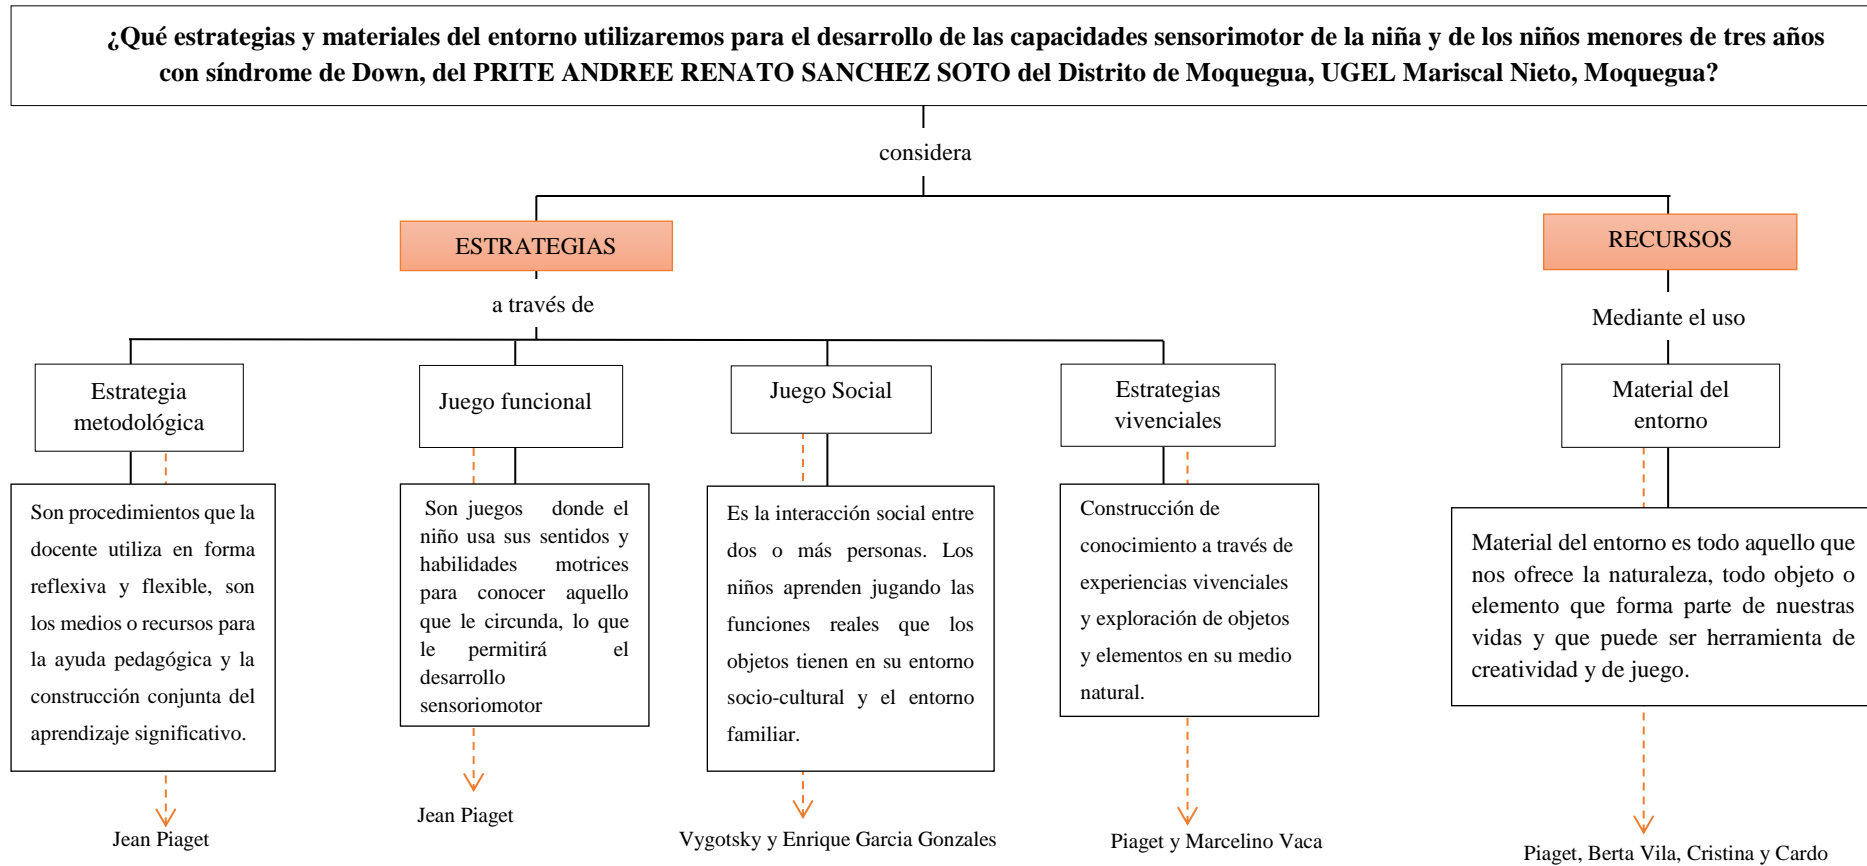 ¿Qué estrategias y materiales del entorno utilizaremos para el desarrollo de las capacidades sensorimotor de la niña y de los niños menores de tres años
con síndrome de Down, del PRITE ANDREE RENATO SANCHEZ SOTO del Distrito de Moquegua, UGEL Mariscal Nieto, Moquegua?
considera
ESTRATEGIAS
RECURSOS
a través de
Mediante el uso
Estrategia
metodológica
Juego funcional
Juego Social
Estrategias
vivenciales
Material del
entorno
Son procedimientos que la
docente utiliza en forma
reflexiva y flexible, son
los medios o recursos para
la ayuda pedagógica y la
construcción conjunta del
aprendizaje significativo.
Son juegos donde el
niño usa sus sentidos y
habilidades motrices
para conocer aquello
que le circunda, lo que
le permitirá el
desarrollo
sensoriomotor
Es la interacción social entre
dos o más personas. Los
niños aprenden jugando las
funciones reales que los
objetos tienen en su entorno
socio-cultural y el entorno
familiar.
Construcción de
conocimiento a través de
experiencias vivenciales
y exploración de objetos
y elementos en su medio
natural.
Material del entorno es todo aquello que
nos ofrece la naturaleza, todo objeto o
elemento que forma parte de nuestras
vidas y que puede ser herramienta de
creatividad y de juego.
Jean Piaget
Jean Piaget
Vygotsky y Enrique Garcia Gonzales
Piaget y Marcelino Vaca
Piaget, Berta Vila, Cristina y Cardo